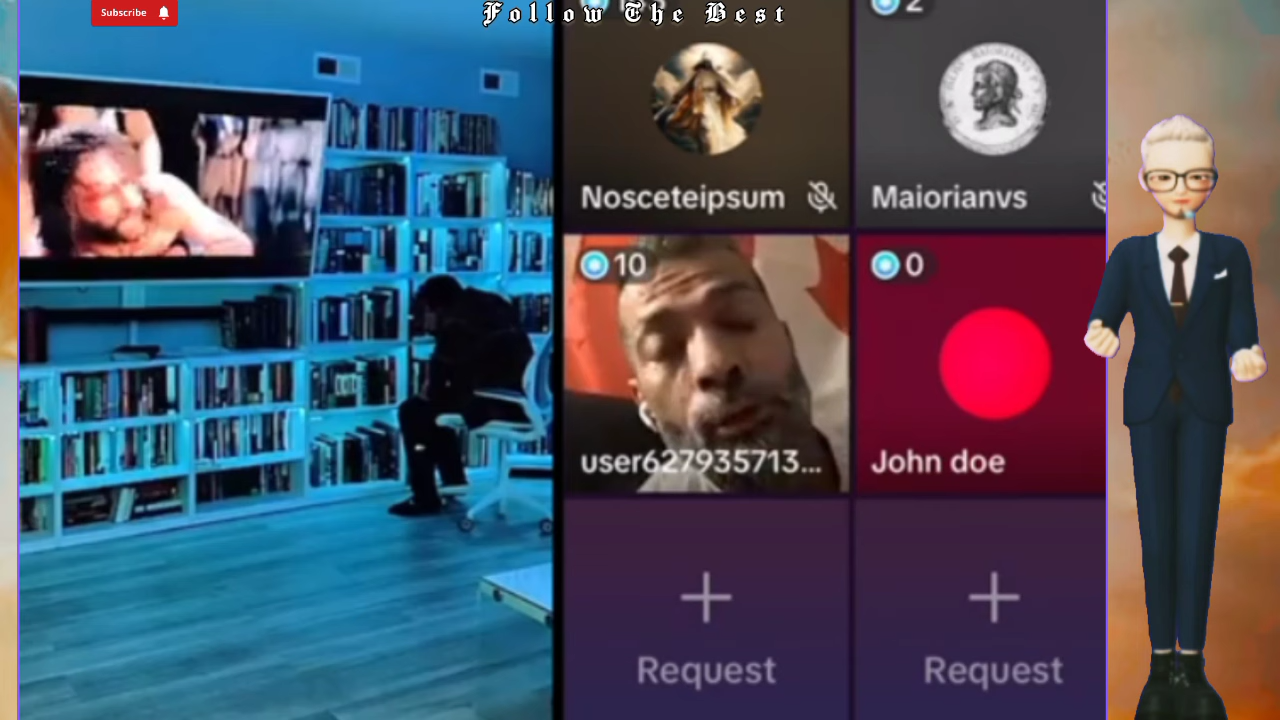 Subscribe
Follow The Best
2
Nosceteipsum
Maiorianvs
10
0
user627935713...
John doe
Request
Request